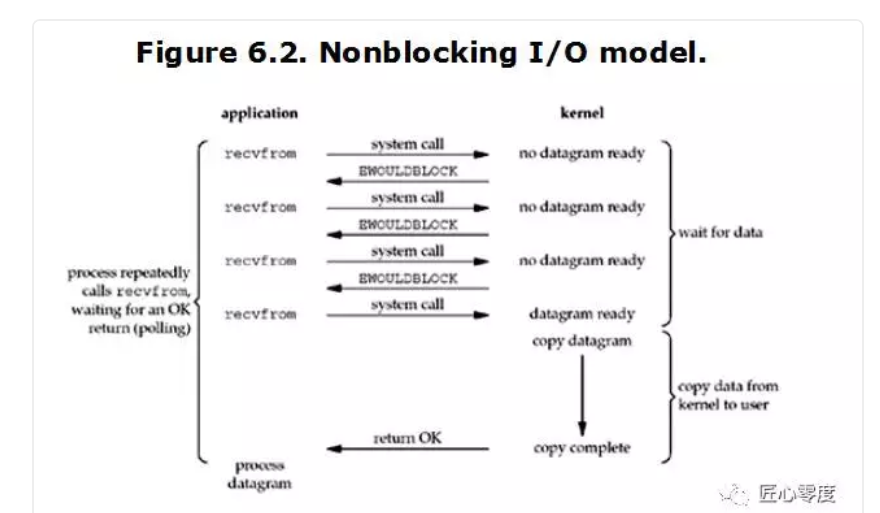 Figure 6.2. Nonblocking I/O model.
application
kernel
recvfrom
system call
no datagram ready
EWOULDBLOCK
recvfrom
system call
no datagram ready
EWOULDBLOCK
recvfrom
system call
no datagram ready
EWOULDBLOCK
recvfrom
system call
datagram ready
wait for data
process repeatedly
calls recvfrom,
waiting for an OK
return (polling)
copy datagram
copy data from
kernel to user
return OK
copy complete
process
datagram
匠心零度